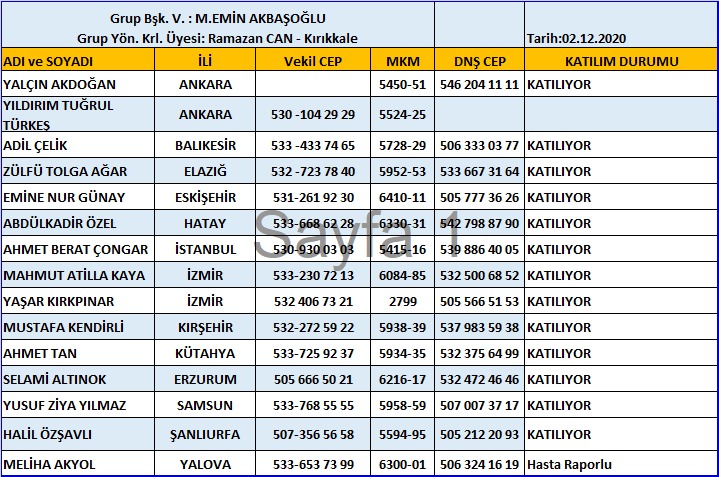 Grup Bşk. V. : M.EMİN AKBAŞOĞLU
Grup Yön. Krl. Üyesi: Ramazan CAN - Kırıkkale Tarih:02.12.2020
ADI ve SOYADI İLİ Vekil CEP MKM DNŞ CEP KATILIM DURUMU
YALÇIN AKDOĞAN ANKARA 5450-51 546 204 11 11 KATILIYOR
YILDIRIM TUĞRUL
TÜRKEŞ ANKARA 530 -104 29 29 5524-25
ADİL ÇELİK BALIKESİR 533 -433 74 65 5728-29 506 333 03 77 KATILIYOR
ZÜLFÜ TOLGA AĞAR ELAZIĞ 532 -723 78 40 5952-53 533 667 31 64 KATILIYOR
EMİNE NUR GÜNAY ESKİŞEHİR 531-261 92 30 6410-11 505 777 36 26 KATILIYOR
ABDÜLKADİR ÖZEL HATAY 533-668 62 28 6330-31 542 798 87 90 KATILIYOR
Sayfa 1
AHMET BERAT ÇONGAR İSTANBUL 530-930 03 03 5415-16 539 886 40 05 KATILIYOR
MAHMUT ATİLLA KAYA İZMİR 533-230 72 13 6084-85 532 500 68 52 KATILIYOR
YAŞAR KIRKPINAR İZMİR 532 406 73 21 2799 505 566 51 53 KATILIYOR
MUSTAFA KENDİRLİ KIRŞEHİR 532-272 59 22 5938-39 537 983 59 38 KATILIYOR
AHMET TAN KÜTAHYA 533-725 92 37 5934-35 532 375 64 99 KATILIYOR
SELAMİ ALTINOK ERZURUM 505 666 50 21 6216-17 532 472 46 46 KATILIYOR
YUSUF ZİYA YILMAZ SAMSUN 533-768 55 55 5958-59 507 007 37 17 KATILIYOR
HALİL ÖZŞAVLI ŞANLIURFA 507-356 56 58 5594-95 505 212 20 93 KATILIYOR
MELİHA AKYOL YALOVA 533-653 73 99 6300-01 506 324 16 19 Hasta Raporlu